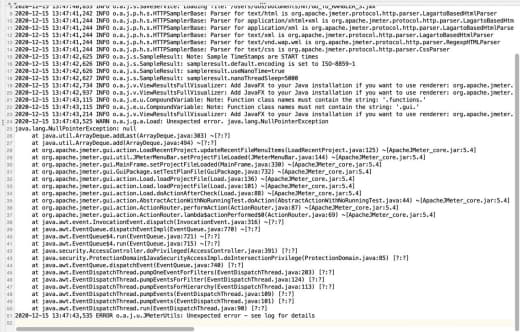 2020-12-15 13:47:41,242 INFO o.a.j.p.h.s.HTTPSamplerBase: Parser for text/html is org.apache.jmeter.protocol.http.parser.LagartoBasedHtmlParser
2020-12-15 13:47:41,244 INFO o.a.j.p.h.s.HTTPSamplerBase: Parser for application/xhtml+xml is org.apache.jmeter.protocol.http.parser.LagartoBasedHtmlParser
2020-12-15 13:47:41,244 INFO o.a.j.p.h.s.HTTPSamplerBase: Parser for application/xml is org.apache.jmeter.protocol.http.parser.LagartoBasedHtmlParser
2020-12-15 13:47:41,244 INFO o.a.j.p.h.s.HTTPSamplerBase: Parser for text/xml is org.apache.jmeter.protocol.http.parser.LagartoBasedHtmlParser
2020-12-15 13:47:41,244 INFO o.a.j.p.h.s.HTTPSamplerBase: Parser for text/vnd.wap.wml is org.apache.jmeter.protocol.http.parser.RegexpHTMLParser
2020-12-15 13:47:41,244 INFO o.a.j.p.h.s.HTTPSamplerBase: Parser for text/css is org.apache.jmeter.protocol.http.parser.CssParser
2020-12-15 13:47:42,625 INFO o.a.j.s.SampleResult: Note: Sample TimeStamps are START times
2020-12-15 13:47:42,626 INFO o.a.j.s.SampleResult: sampleresult.default.encoding is set to ISO-8859-1
2020-12-15 13:47:42,626 INFO o.a.j.s.SampleResult: sampleresult.useNanoTime=true
2020-12-15 13:47:42,627 INFO o.a.j.s.SampleResult: sampleresult.nanoThreadSleep=5000
2020-12-15 13:47:42,734 INFO o.a.j.v.ViewResultsFullVisualizer: Add JavaFX to your Java installation if you want to use renderer: org.apache.jmeter.
2020-12-15 13:47:42,937 INFO o.a.j.v.ViewResultsFullVisualizer: Add JavaFX to your Java installation if you want to use renderer: org.apache.jmeter.
2020-12-15 13:47:43,115 INFO o.a.j.e.u.CompoundVariable: Note: Function class names must contain the string: '.functions.'
2020-12-15 13:47:43,115 INFO o.a.j.e.u.CompoundVariable: Note: Function class names must not contain the string: '.gui.'
2020-12-15 13:47:43,214 INFO o.a.j.v.ViewResultsFullVisualizer: Add JavaFX to your Java installation if you want to use renderer: org.apache.jmeter.
2020-12-15 13:47:43,525 WARN o.a.j.g.a.Load: Unexpected error. java.lang.NullPointerException
java.lang.NullPointerException: null
at java.util.ArrayDeque.addLast(ArrayDeque.java:303) ~[?:?]
at java.util.ArrayDeque.add(ArrayDeque.java:494) ~[?:?]
at org.apache.jmeter.gui.action.LoadRecentProject.updateRecentFileMenuItems(LoadRecentProject.java:125) ~[ApacheJMeter_core.jar:5.4]
at org.apache.jmeter.gui.util.JMeterMenuBar.setProjectFileLoaded(JMeterMenuBar.java:144) ~[ApacheJMeter_core.jar:5.4]
at org.apache.jmeter.gui.MainFrame.setProjectFileLoaded(MainFrame.java:330) ~[ApacheJMeter_core.jar:5.4]
at org.apache.jmeter.gui.GuiPackage.setTestPlanFile(GuiPackage.java:732) ~[ApacheJMeter_core.jar:5.4]
at org.apache.jmeter.gui.action.Load.loadProjectFile(Load.java:136) ~[ApacheJMeter_core.jar:5.4]
at org.apache.jmeter.gui.action.Load.loadProjectFile(Load.java:101) ~[ApacheJMeter_core.jar:5.4]
at org.apache.jmeter.gui.action.Load.doActionAfterCheck(Load.java:88) ~[ApacheJMeter_core.jar:5.4]
at org.apache.jmeter.gui.action.AbstractActionWithNoRunningTest.doAction(AbstractActionWithNoRunningTest.java:44) ~[ApacheJMeter_core.jar:5.4]
at org.apache.jmeter.gui.action.ActionRouter.performAction(ActionRouter.java:87) ~[ApacheJMeter_core.jar:5.4]
at org.apache.jmeter.gui.action.ActionRouter.lambda$actionPerformed$0(ActionRouter.java:69) ~[ApacheJMeter_core.jar:5.4]
at java.awt.event.InvocationEvent.dispatch(InvocationEvent.java:316) ~[?:?]
at java.awt.EventQueue.dispatchEventImpl(EventQueue.java:770) ~[?:?]
at java.awt.EventQueue$4.run(EventQueue.java:721) ~[?:?]
at java.awt.EventQueue$4.run(EventQueue.java:715) ~[?:?]
at java.security.AccessController.doPrivileged(AccessController.java:391) [?:?]
at java.security.ProtectionDomain$JavaSecurityAccessImpl.doIntersectionPrivilege(ProtectionDomain.java:85) [?:?]
at java.awt.EventQueue.dispatchEvent(EventQueue.java:740) [?:?]
at java.awt.EventDispatchThread.pumpOneEventForFilters(EventDispatchThread.java:203) [?:?]
at java.awt.EventDispatchThread.pumpEventsForFilter(EventDispatchThread.java:124) [?:?]
at java.awt.EventDispatchThread.pumpEventsForHierarchy(EventDispatchThread.java:113) [?:?]
at java.awt.EventDispatchThread.pumpEvents(EventDispatchThread.java:109) [?:?]
at java.awt.EventDispatchThread.pumpEvents(EventDispatchThread.java:101) [?:?]
at java.awt.EventDispatchThread.run(EventDispatchThread.java:90) [?:?]
2020-12-15 13:47:43,535 ERROR o.a.j.u.JMeterUtils: Unexpected error - see log for details